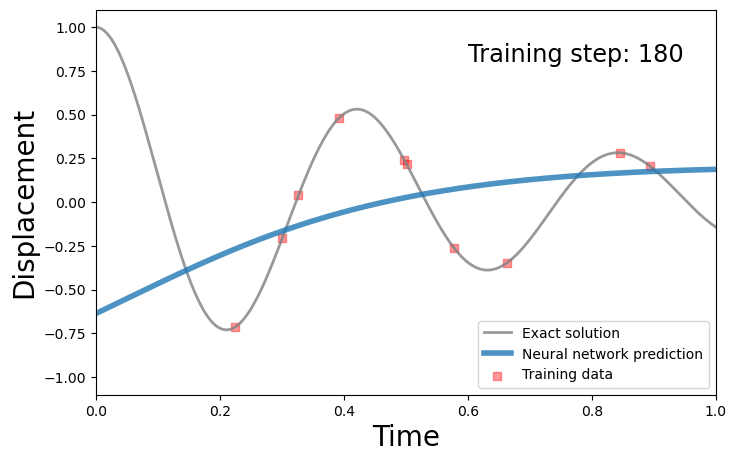 Training step: 180
Displacement
1.00
0.75
0.50
0.25
0.00
−0.25
−0.50
−0.75
−1.00
Exact solution
Neural network prediction
Training data
0.0 0.2 0.4 0.6 0.8 1.0
Time